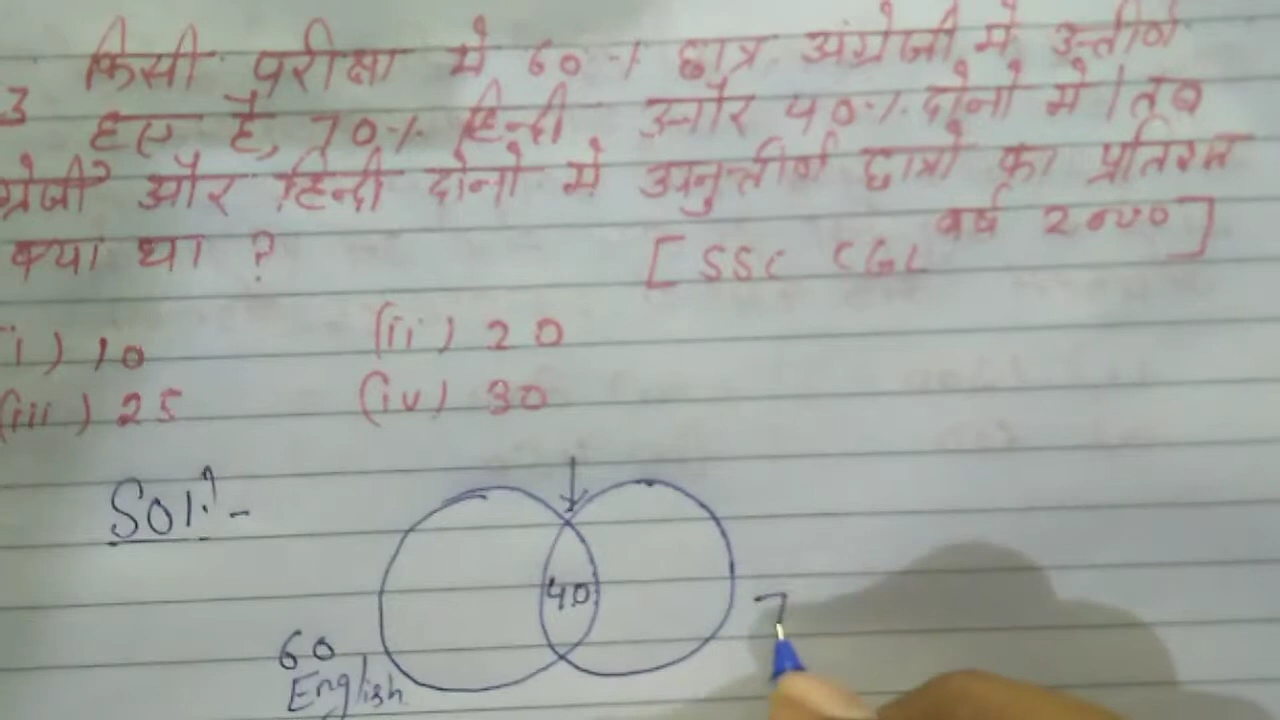 किसी परीक्षा मे 60% छात्र अंग्रेजी मे उत्तीर्ण
3 हुए है, 70% हिन्दी और 40% दोनो मे। तब
ग्रेजी और हिन्दी दोनो मे अनुत्तीर्ण छात्रो का प्रतिशत
क्या था ?
[SSC CGL वर्ष 2000]
i) 10 (ii) 20
(iii) 25 (iv) 30
Sol:-
40
7
60
English